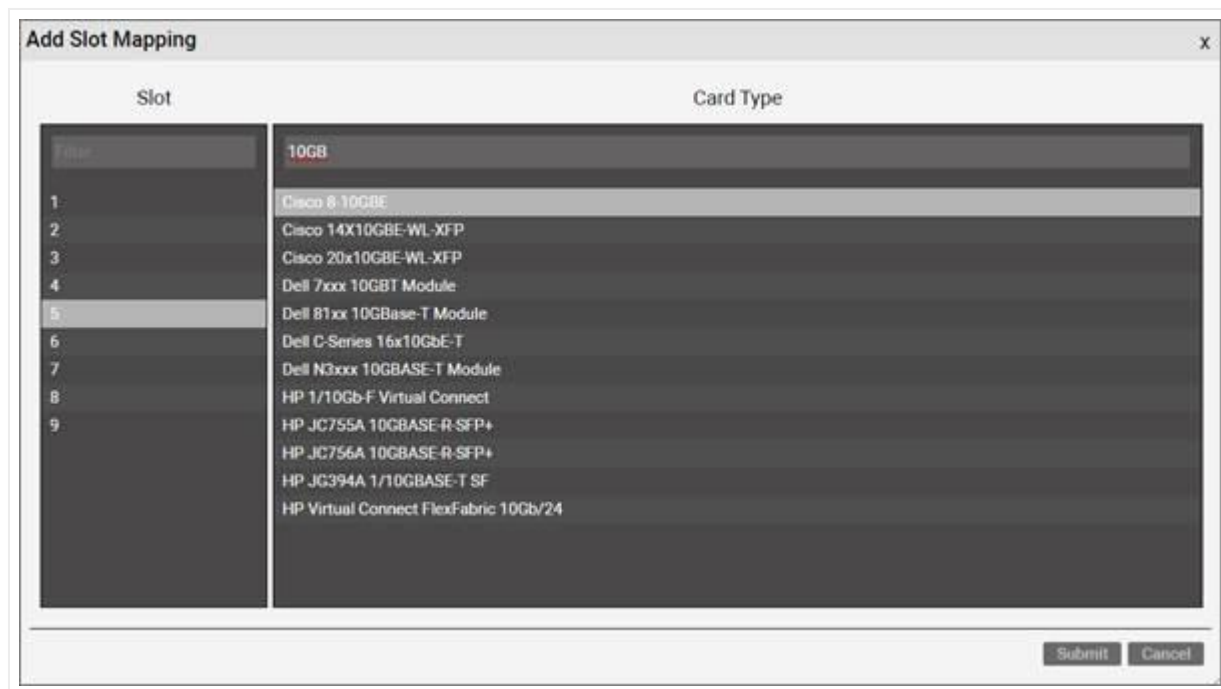 Add Slot Mapping
x
Slot
Card Type
Filter
10GB
1
2
3
4
5
6
7
8
9
Cisco 8-10GBE
Cisco 14X10GBE-WL-XFP
Cisco 20x10GBE-WL-XFP
Dell 7xxx 10GBT Module
Dell 81xx 10GBase-T Module
Dell C-Series 16x10GbE-T
Dell N3xxx 10GBASE-T Module
HP 1/10Gb-F Virtual Connect
HP JC755A 10GBASE-R-SFP+
HP JC756A 10GBASE-R-SFP+
HP JG394A 1/10GBASE-T SF
HP Virtual Connect FlexFabric 10Gb/24
Submit
Cancel